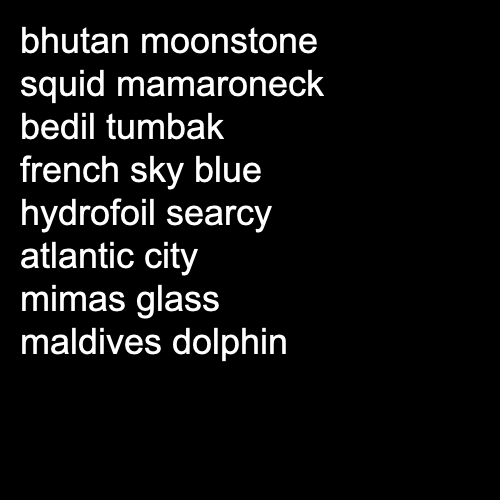 bhutan moonstone
squid mamaroneck
bedil tumbak
french sky blue
hydrofoil searcy
atlantic city
mimas glass
maldives dolphin